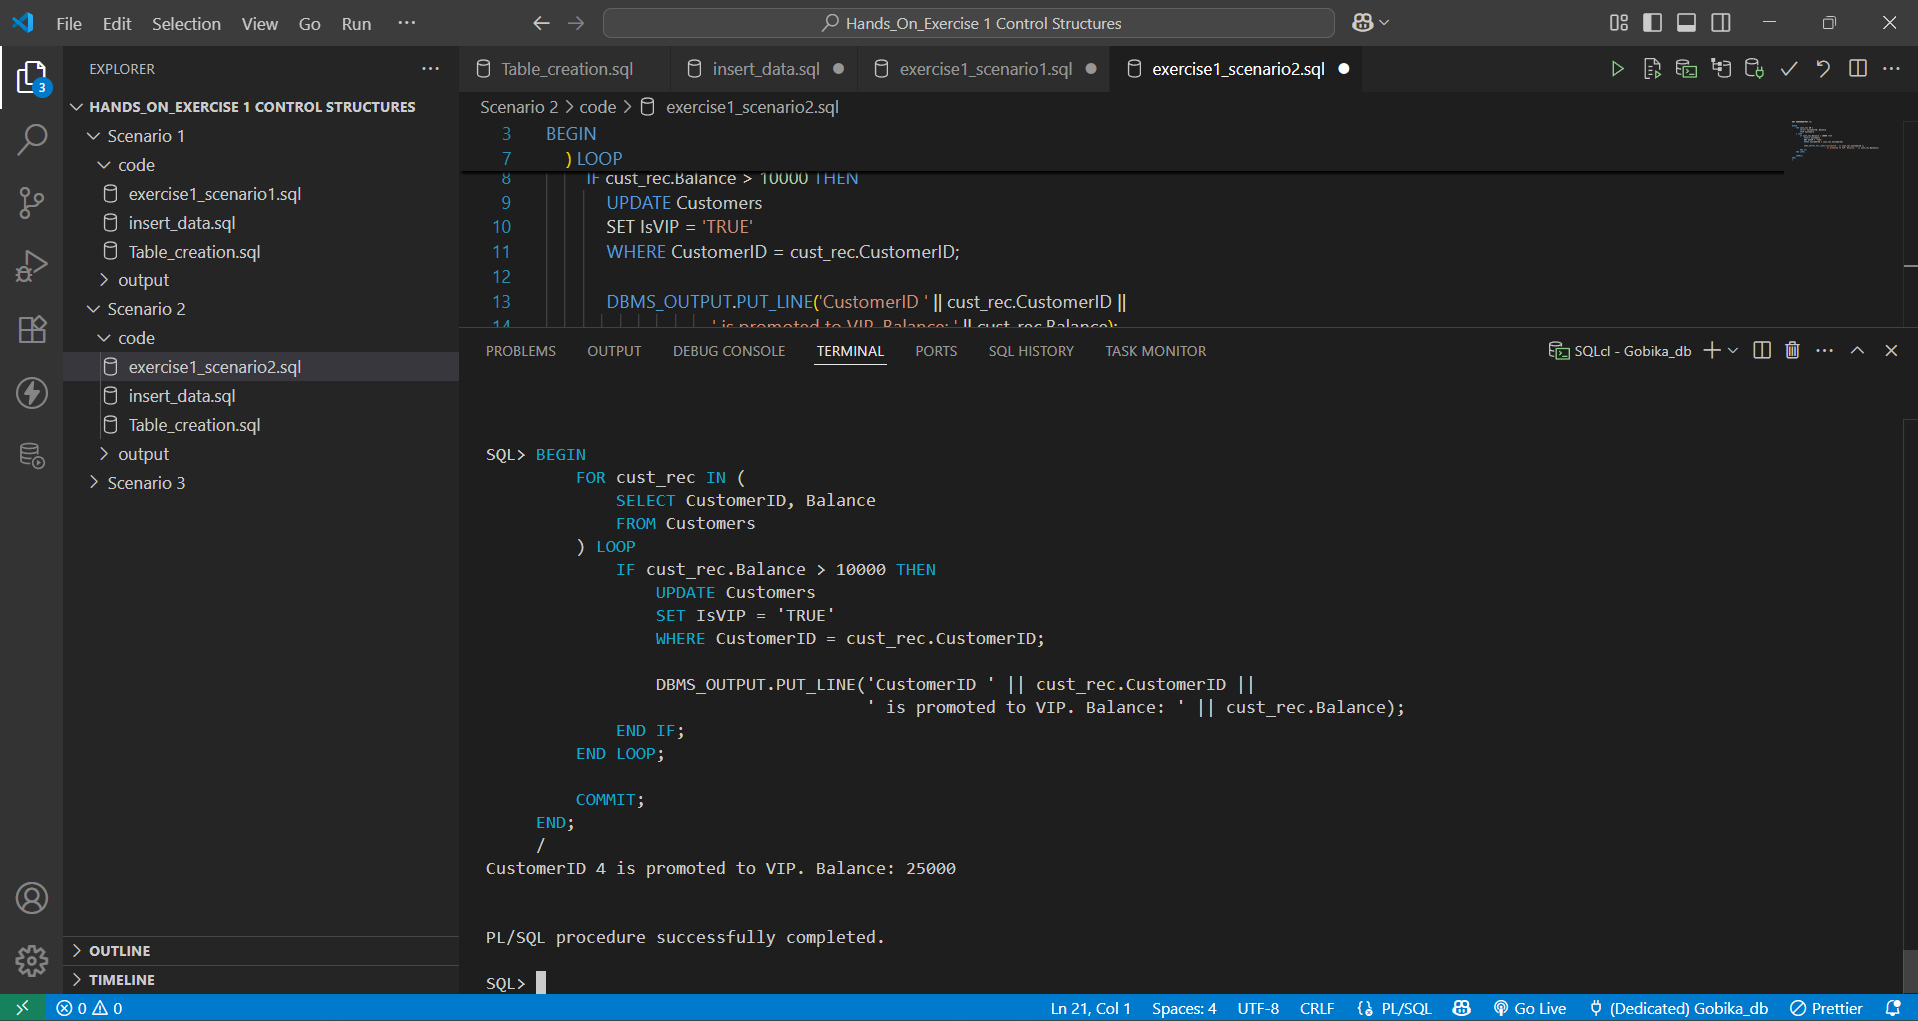 File Edit Selection View Go Run ···
Hands_On_Exercise 1 Control Structures
EXPLORER
HANDS_ON_EXERCISE 1 CONTROL STRUCTURES
Scenario 1
code
exercise1_scenario1.sql
insert_data.sql
Table_creation.sql
output
Scenario 2
code
exercise1_scenario2.sql
insert_data.sql
Table_creation.sql
output
Scenario 3
OUTLINE
TIMELINE
3
Table_creation.sql insert_data.sql exercise1_scenario1.sql exercise1_scenario2.sql
Scenario 2 > code > exercise1_scenario2.sql
3 BEGIN
7 ) LOOP
8 IF cust_rec.Balance > 10000 THEN
9 UPDATE Customers
10 SET IsVIP = 'TRUE'
11 WHERE CustomerID = cust_rec.CustomerID;
12
13 DBMS_OUTPUT.PUT_LINE('CustomerID ' || cust_rec.CustomerID ||
14 ' is promoted to VIP. Balance: ' || cust_rec.Balance);
PROBLEMS OUTPUT DEBUG CONSOLE TERMINAL PORTS SQL HISTORY TASK MONITOR
SQLcl - Gobika_db
SQL> BEGIN
FOR cust_rec IN (
SELECT CustomerID, Balance
FROM Customers
) LOOP
IF cust_rec.Balance > 10000 THEN
UPDATE Customers
SET IsVIP = 'TRUE'
WHERE CustomerID = cust_rec.CustomerID;
DBMS_OUTPUT.PUT_LINE('CustomerID ' || cust_rec.CustomerID ||
' is promoted to VIP. Balance: ' || cust_rec.Balance);
END IF;
END LOOP;
COMMIT;
END;
/
CustomerID 4 is promoted to VIP. Balance: 25000
PL/SQL procedure successfully completed.
SQL>
0 0 Ln 21, Col 1 Spaces: 4 UTF-8 CRLF PL/SQL Go Live (Dedicated) Gobika_db Prettier